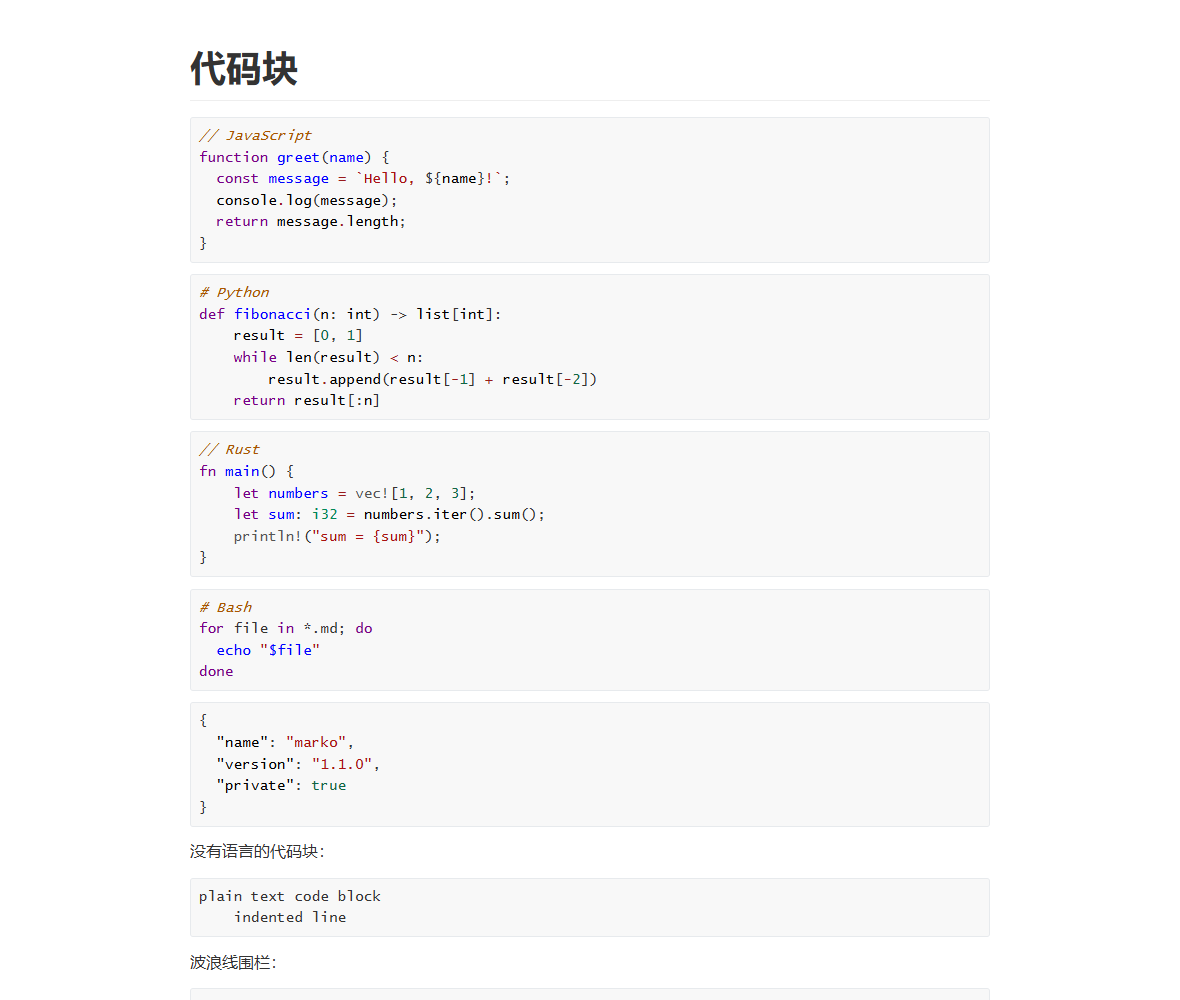 代码块
// JavaScript
function greet(name) {
  const message = `Hello, ${name}!`;
  console.log(message);
  return message.length;
}
# Python
def fibonacci(n: int) -> list[int]:
    result = [0, 1]
    while len(result) < n:
        result.append(result[-1] + result[-2])
    return result[:n]
// Rust
fn main() {
    let numbers = vec![1, 2, 3];
    let sum: i32 = numbers.iter().sum();
    println!("sum = {sum}");
}
# Bash
for file in *.md; do
  echo "$file"
done
{
  "name": "marko",
  "version": "1.1.0",
  "private": true
}
没有语言的代码块：
plain text code block
    indented line
波浪线围栏：